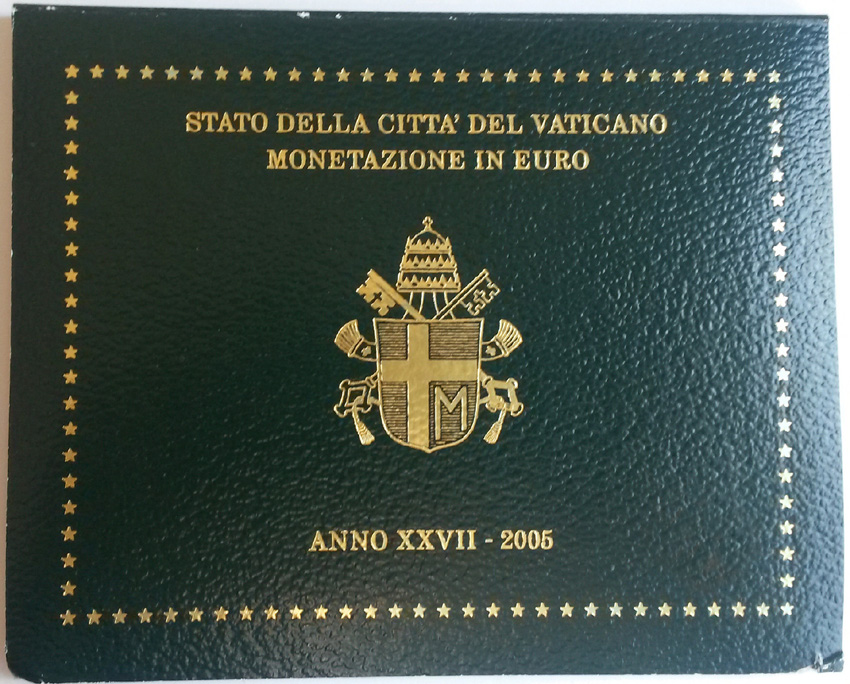 STATO DELLA CITTA' DEL VATICANO
MONETAZIONE IN EURO
M
ANNO XXVII - 2005